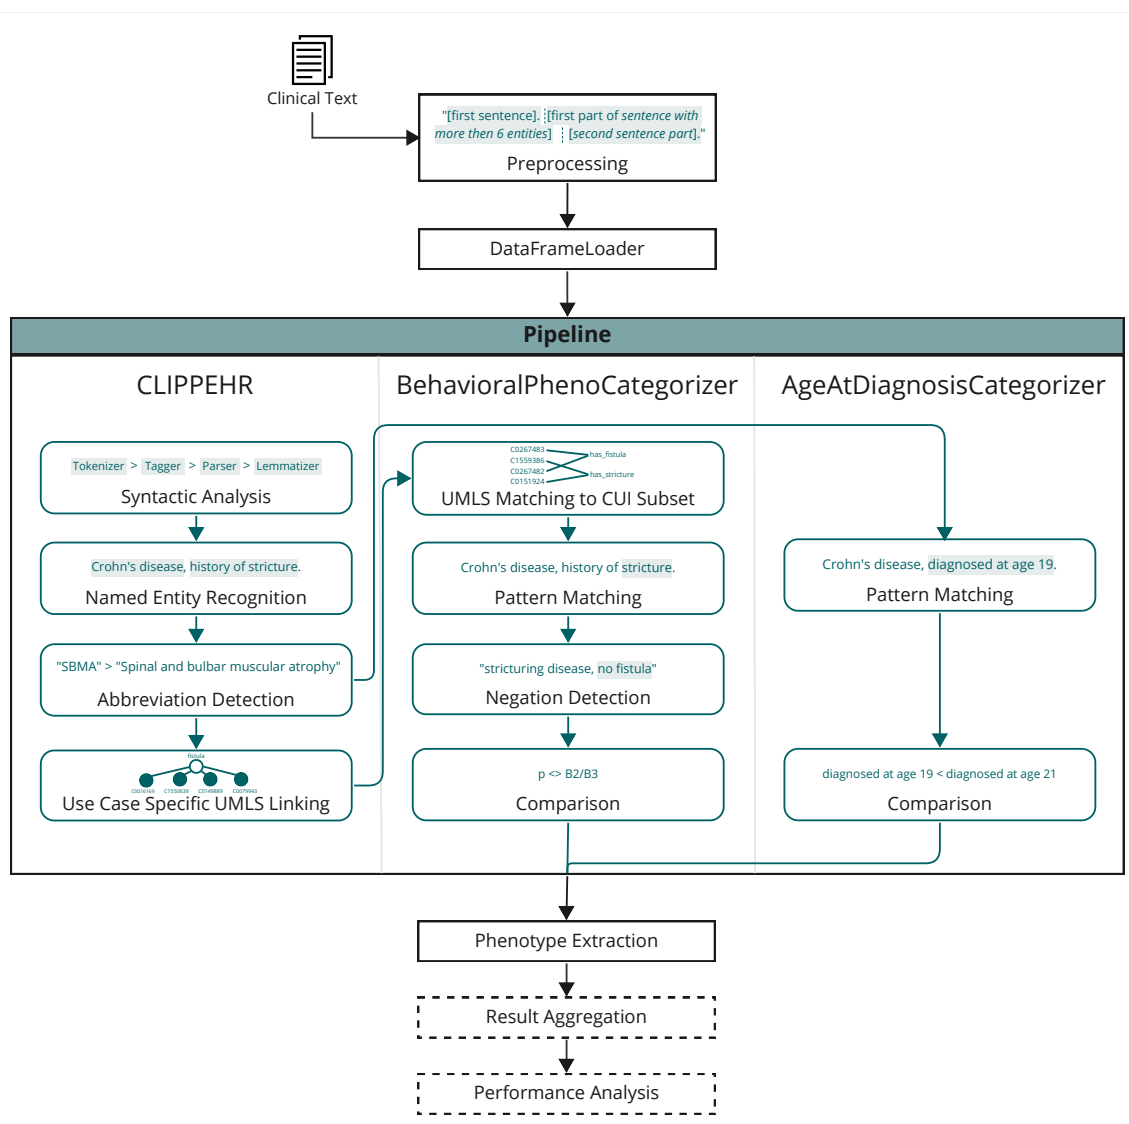 Clinical Text
"[first sentence]. [first part of sentence with
more then 6 entities] [second sentence part]."
Preprocessing
DataFrameLoader
Pipeline
CLIPPEHR
Tokenizer > Tagger > Parser > Lemmatizer
Syntactic Analysis
Crohn's disease, history of stricture.
Named Entity Recognition
"SBMA" > "Spinal and bulbar muscular atrophy"
Abbreviation Detection
fistula
C0016169 C1550639 C0149889 C0079943
Use Case Specific UMLS Linking
BehavioralPhenoCategorizer
C0267483
C1559386
C0267482
C0151924
has_fistula
has_stricture
UMLS Matching to CUI Subset
Crohn's disease, history of stricture.
Pattern Matching
"stricturing disease, no fistula"
Negation Detection
p <> B2/B3
Comparison
AgeAtDiagnosisCategorizer
Crohn's disease, diagnosed at age 19.
Pattern Matching
diagnosed at age 19 < diagnosed at age 21
Comparison
Phenotype Extraction
Result Aggregation
Performance Analysis